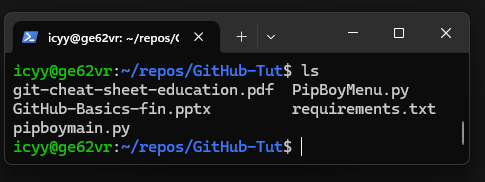 icyy@ge62vr: ~/repos/G
icyy@ge62vr:~/repos/GitHub-Tut$ ls
git-cheat-sheet-education.pdf  PipBoyMenu.py
GitHub-Basics-fin.pptx         requirements.txt
pipboymain.py
icyy@ge62vr:~/repos/GitHub-Tut$